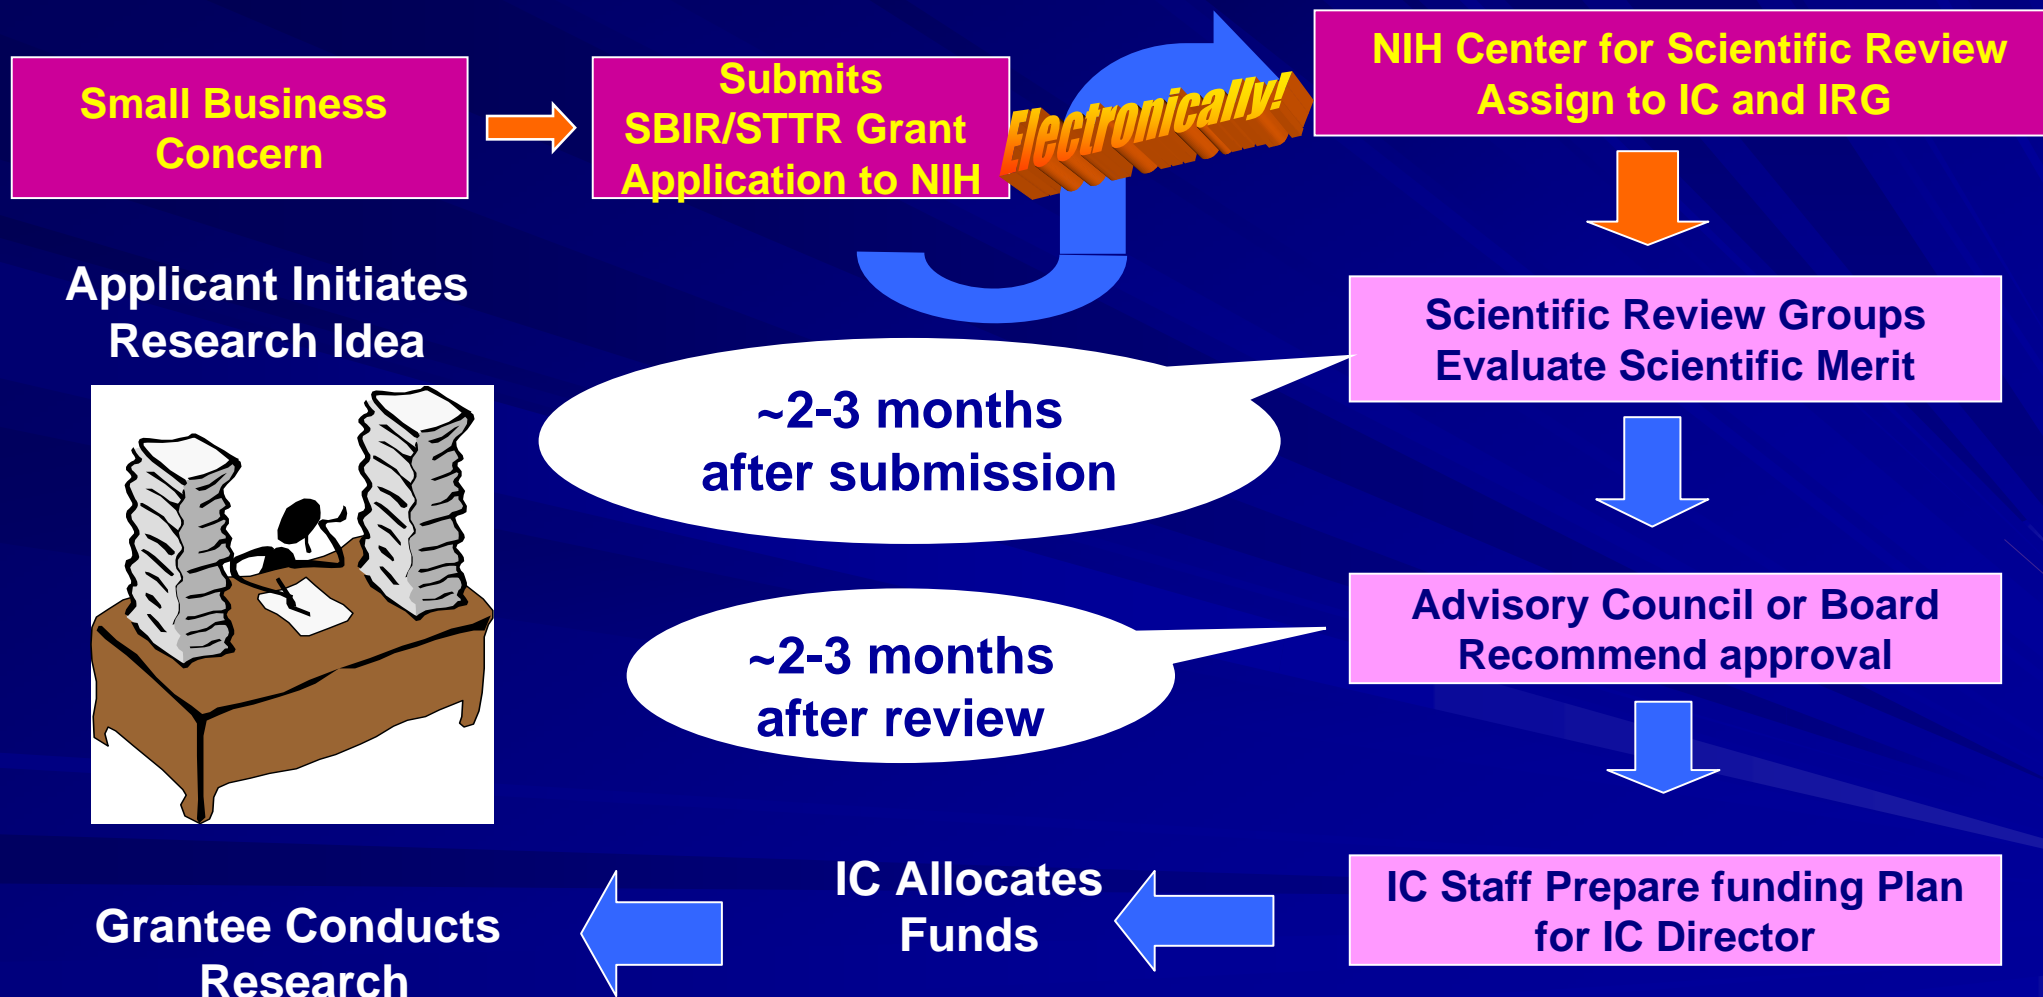 Small Business
Concern
Submits
SBIR/STTR Grant
Application to NIH
Electronically!
NIH Center for Scientific Review
Assign to IC and IRG
Applicant Initiates
Research Idea
Scientific Review Groups
Evaluate Scientific Merit
~2-3 months
after submission
Advisory Council or Board
Recommend approval
~2-3 months
after review
IC Staff Prepare funding Plan
for IC Director
IC Allocates
Funds
Grantee Conducts
Research